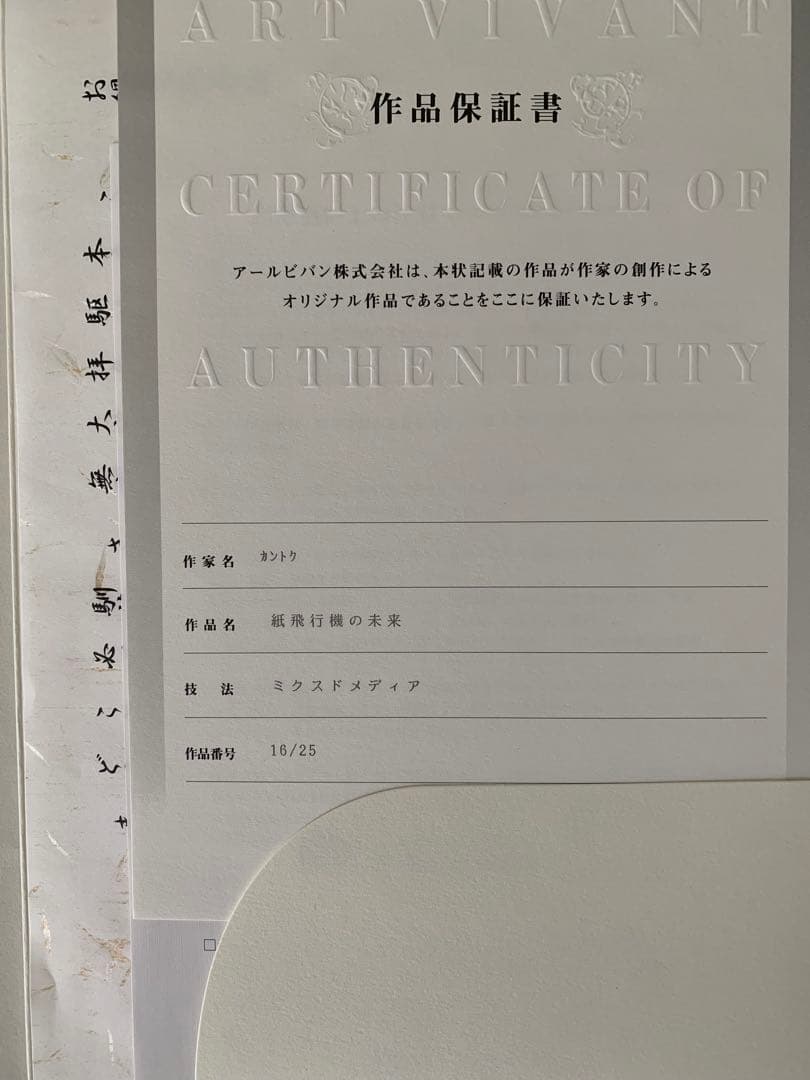 ART VIVANT
作品保証書
CERTIFICATE OF
アールビバン株式会社は、本状記載の作品が作家の創作による
オリジナル作品であることをここに保証いたします。
AUTHENTICITY
作家名 カントク
作品名 紙飛行機の未来
技法 ミクスドメディア
作品番号 16/25